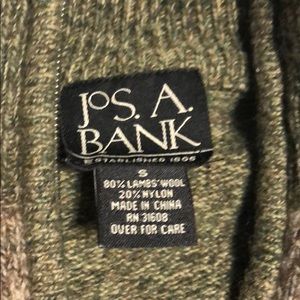 JOS. A.
BANK
ESTABLISHED 1905
S
80% LAMBS' WOOL
20% NYLON
MADE IN CHINA
RN 31608
OVER FOR CARE